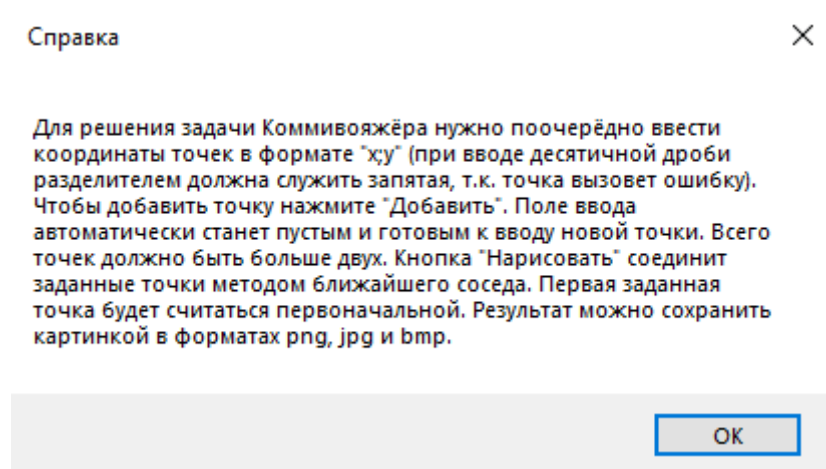 Справка
Для решения задачи Коммивояжёра нужно поочерёдно ввести
координаты точек в формате "x;y" (при вводе десятичной дроби
разделителем должна служить запятая, т.к. точка вызовет ошибку).
Чтобы добавить точку нажмите "Добавить". Поле ввода
автоматически станет пустым и готовым к вводу новой точки. Всего
точек должно быть больше двух. Кнопка "Нарисовать" соединит
заданные точки методом ближайшего соседа. Первая заданная
точка будет считаться первоначальной. Результат можно сохранить
картинкой в форматах png, jpg и bmp.
ОК